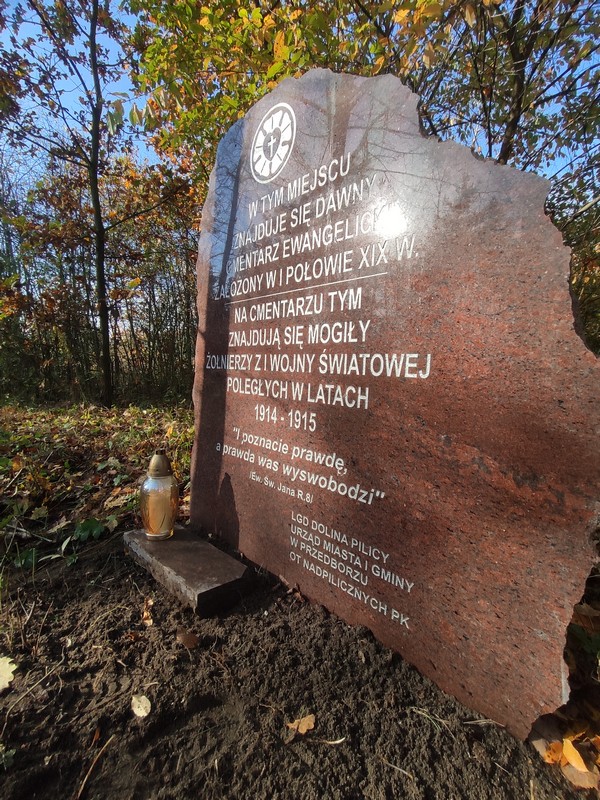 W TYM MIEJSCU
ZNAJDUJE SIĘ DAWNY
CMENTARZ EWANGELICKI
ZAŁOŻONY W I POŁOWIE XIX W.
NA CMENTARZU TYM
ZNAJDUJĄ SIĘ MOGIŁY
ŻOŁNIERZY Z I WOJNY ŚWIATOWEJ
POLEGŁYCH W LATACH
1914 - 1915
"I poznacie prawdę,
a prawda was wyswobodzi"
/Ew. Św. Jana R.8/
LGD DOLINA PILICY
URZĄD MIASTA I GMINY
W PRZEDBORZU
OT NADPILICZNYCH PK